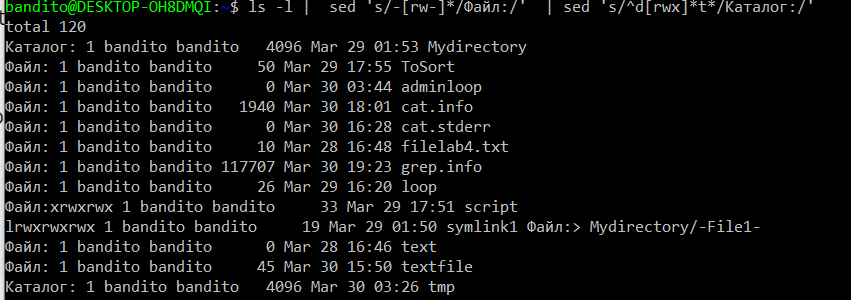 bandito@DESKTOP-OH8DMQI:~$ ls -l |  sed 's/-[rw-]*/Файл:/'  | sed 's/^d[rwx]*t*/Каталог:/'
total 120
Каталог: 1 bandito bandito   4096 Mar 29 01:53 Mydirectory
Файл: 1 bandito bandito     50 Mar 29 17:55 ToSort
Файл: 1 bandito bandito      0 Mar 30 03:44 adminloop
Файл: 1 bandito bandito   1940 Mar 30 18:01 cat.info
Файл: 1 bandito bandito      0 Mar 30 16:28 cat.stderr
Файл: 1 bandito bandito     10 Mar 28 16:48 filelab4.txt
Файл: 1 bandito bandito 117707 Mar 30 19:23 grep.info
Файл: 1 bandito bandito     26 Mar 29 16:20 loop
Файл:xrwxrwx 1 bandito bandito     33 Mar 29 17:51 script
lrwxrwxrwx 1 bandito bandito     19 Mar 29 01:50 symlink1 Файл:> Mydirectory/-File1-
Файл: 1 bandito bandito      0 Mar 28 16:46 text
Файл: 1 bandito bandito     45 Mar 30 15:50 textfile
Каталог: 1 bandito bandito   4096 Mar 30 03:26 tmp